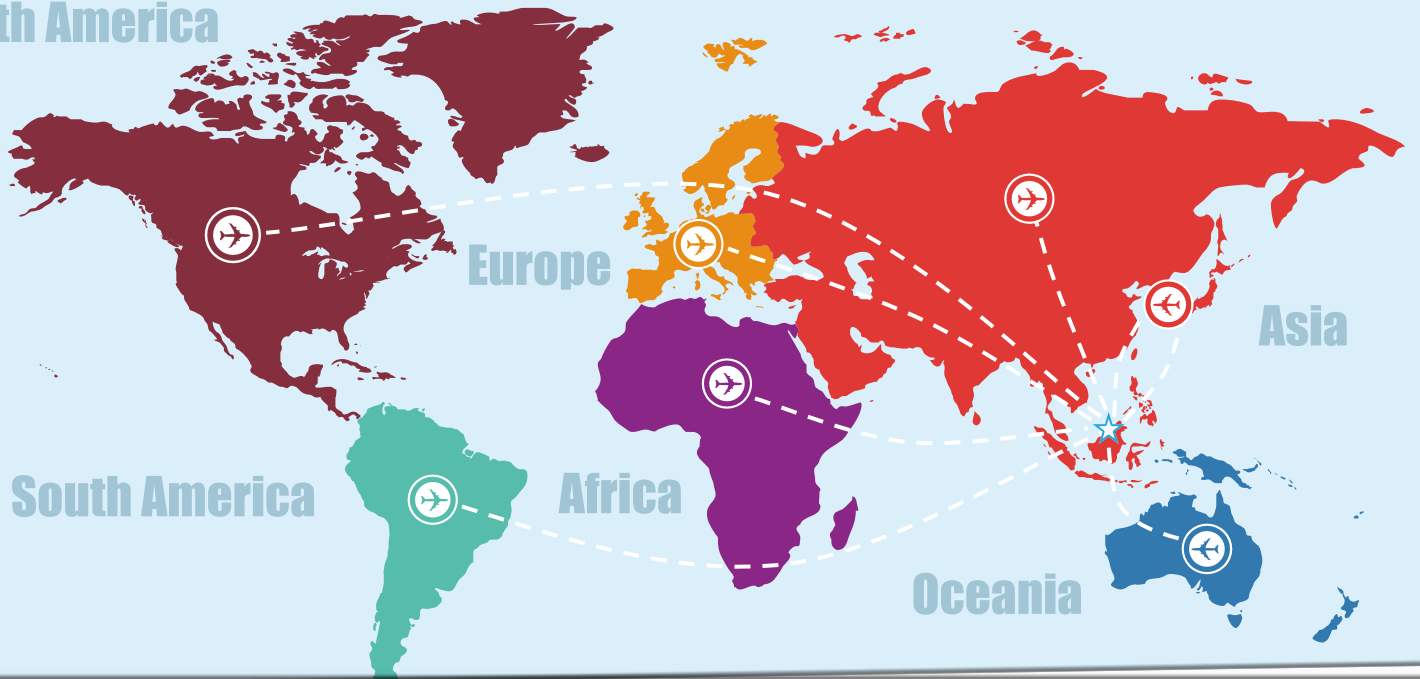 th America
Europe
Asia
South America
Africa
Oceania